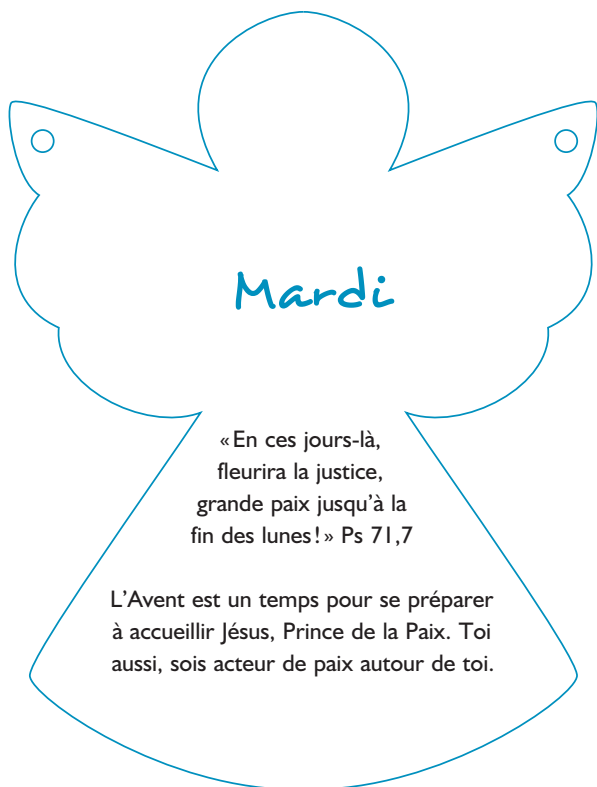 Mardi
«En ces jours-là,
fleurira la justice,
grande paix jusqu’à la
fin des lunes!» Ps 71,7
L’Avent est un temps pour se préparer
à accueillir Jésus, Prince de la Paix. Toi
aussi, sois acteur de paix autour de toi.